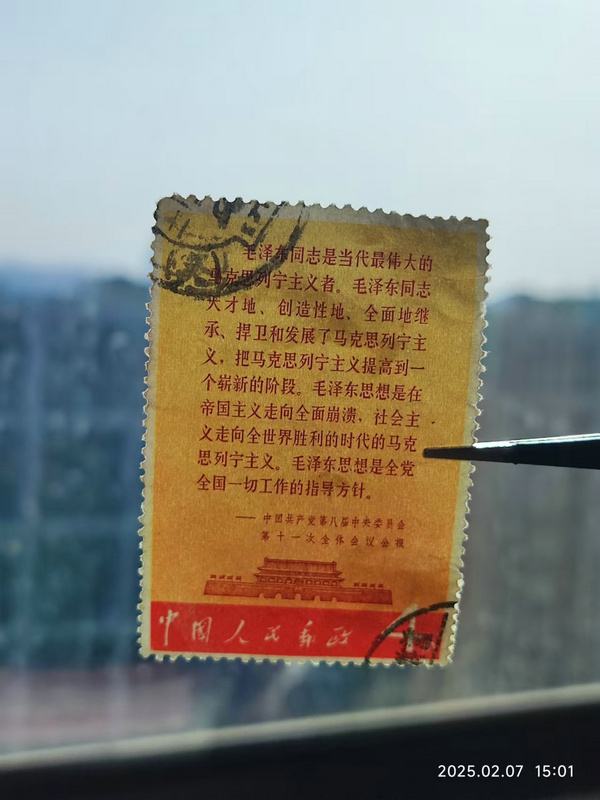 毛泽东同志是当代最伟大的
马克思列宁主义者。毛泽东同志
天才地、创造性地、全面地继
承、捍卫和发展了马克思列宁主
义，把马克思列宁主义提高到一
个崭新的阶段。毛泽东思想是在
帝国主义走向全面崩溃，社会主
义走向全世界胜利的时代的马克
思列宁主义。毛泽东思想是全党
全国一切工作的指导方针。
——中国共产党第八届中央委员会
第十一次全体会议公报
中国人民邮政
2025.02.07 15:01